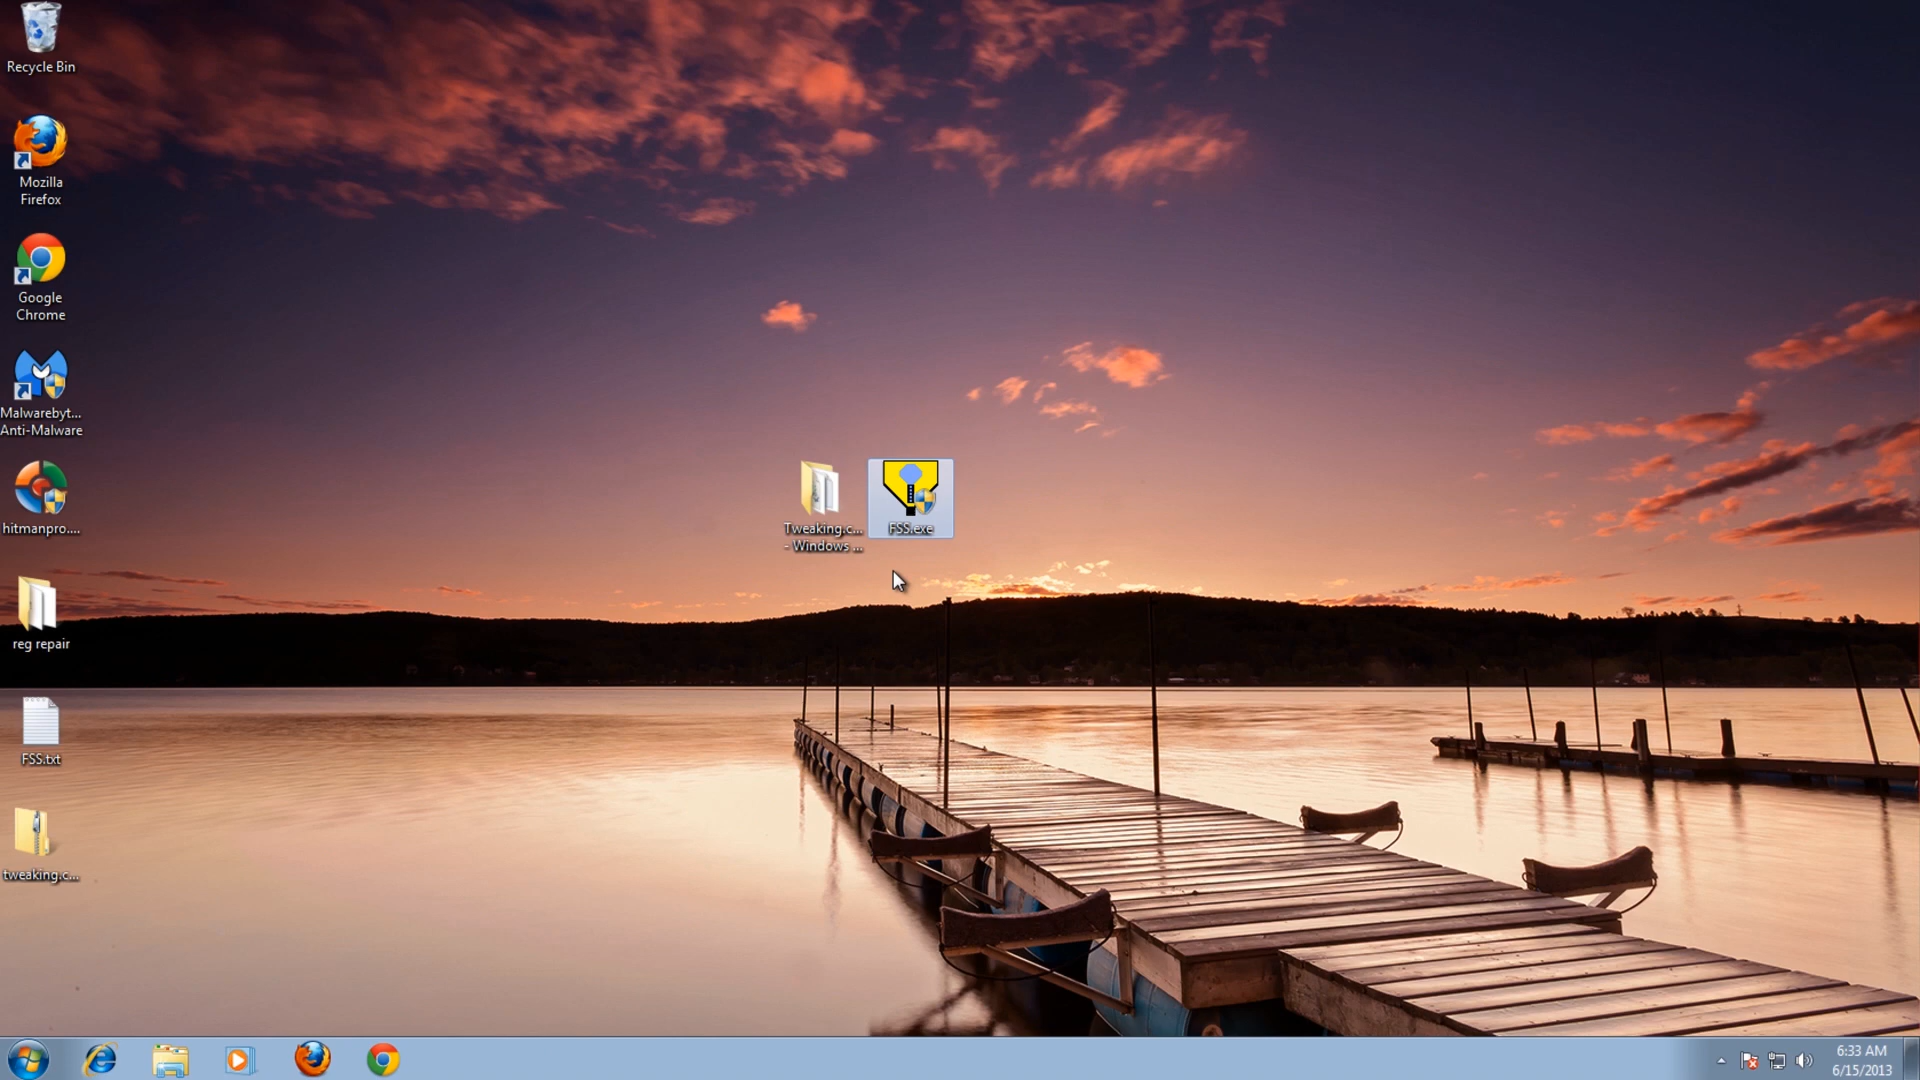 Recycle Bin
Mozilla
Firefox
Google
Chrome
Malwarebyt...
Anti-Malware
hitmanpro....
reg repair
FSS.txt
tweaking.c...
Tweaking.c...
- Windows ...
FSS.exe
6:33 AM
6/15/2013